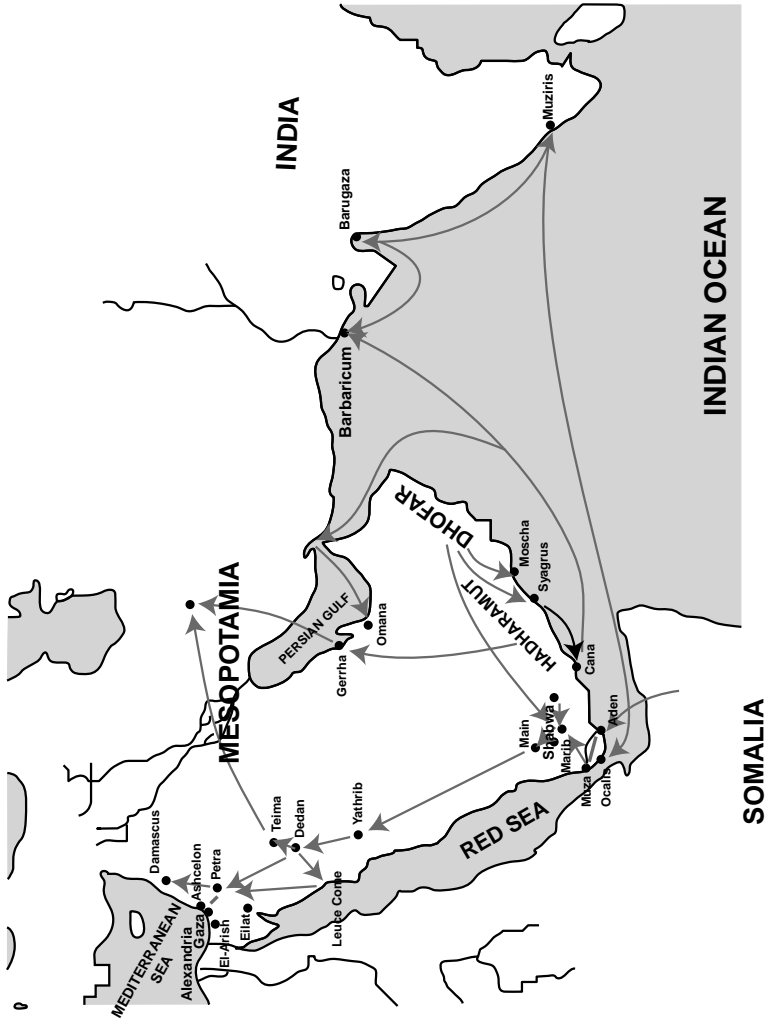 INDIA
Muziris
Barugaza
Barbaricum
INDIAN OCEAN
DHOFAR
Moscha
Syagrus
HADHARAMUT
MESOPOTAMIA
PERSIAN GULF
Omana
Gerrha
Cana
Main
Shabwa
Marib
Aden
Muza
Ocalis
SOMALIA
Teima
Dedan
Yathrib
RED SEA
Damascus
Ashcelon
Petra
Gaza
El-Arish
Eilat
Leuce Come
Alexandria
MEDITERRANEAN
SEA